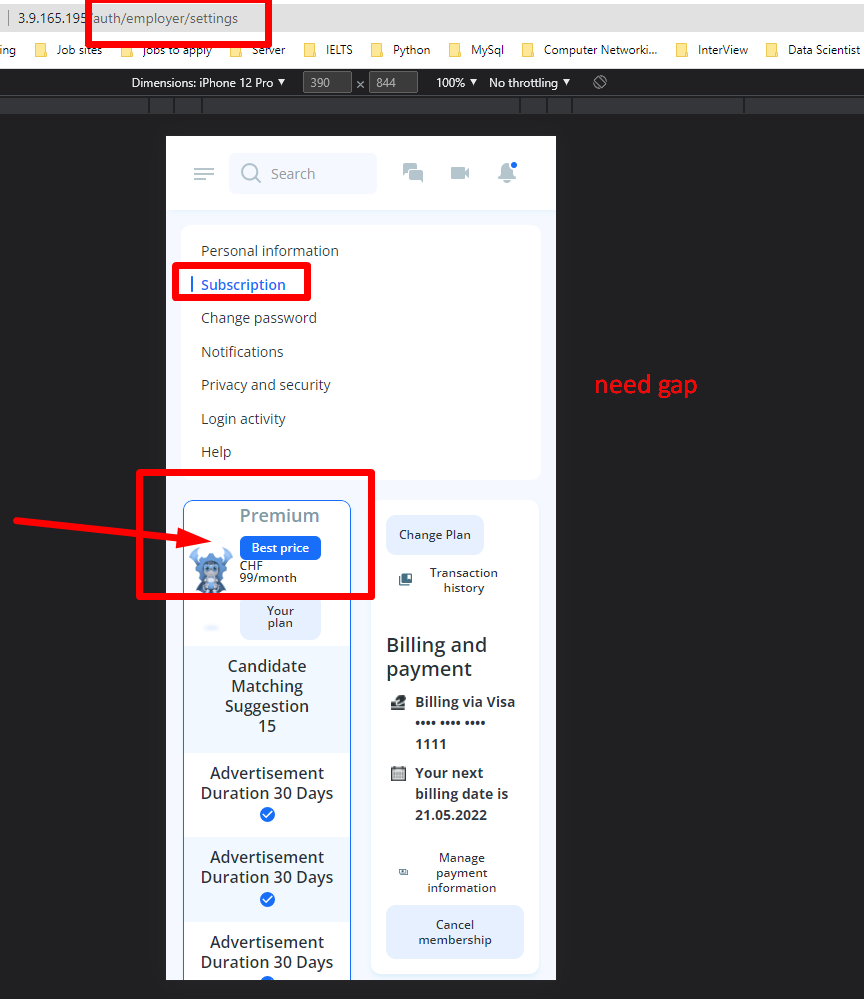 3.9.165.195/auth/employer/settings
ing Job sites jobs to apply Server IELTS Python MySql Computer Networki... InterView Data Scientist
Dimensions: iPhone 12 Pro 390 × 844 100% No throttling
Search
Personal information
Subscription
Change password
Notifications
Privacy and security
Login activity
Help
need gap
Premium
Best price
CHF
99/month
Your
plan
Candidate
Matching
Suggestion
15
Advertisement
Duration 30 Days
Advertisement
Duration 30 Days
Advertisement
Duration 30 Days
Change Plan
Transaction
history
Billing and
payment
Billing via Visa
•••• •••• ••••
1111
Your next
billing date is
21.05.2022
Manage
payment
information
Cancel
membership